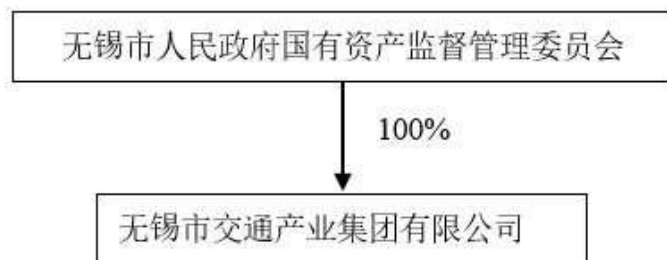 无锡市人民政府国有资产监督管理委员会
100%
无锡市交通产业集团有限公司